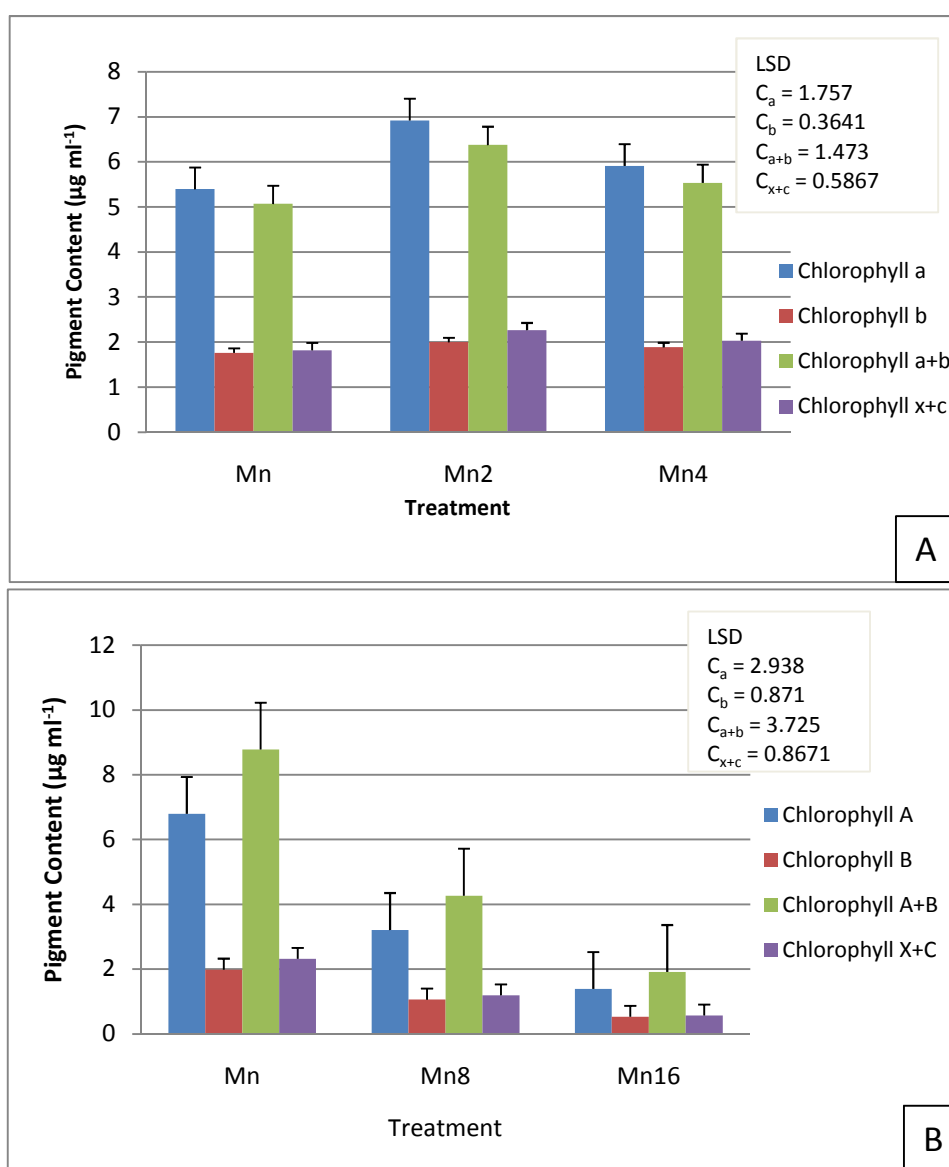 LSD
Ca = 1.757
Cb = 0.3641
Ca+b = 1.473
Cx+c = 0.5867
8
7
6
5
4
3
2
1
0
Pigment Content (µg ml-1)
Chlorophyll a
Chlorophyll b
Chlorophyll a+b
Chlorophyll x+c
Mn Mn2 Mn4
Treatment
A
LSD
Ca = 2.938
Cb = 0.871
Ca+b = 3.725
Cx+c = 0.8671
12
10
8
6
4
2
0
Pigment Content (µg ml-1)
Chlorophyll A
Chlorophyll B
Chlorophyll A+B
Chlorophyll X+C
Mn Mn8 Mn16
Treatment
B